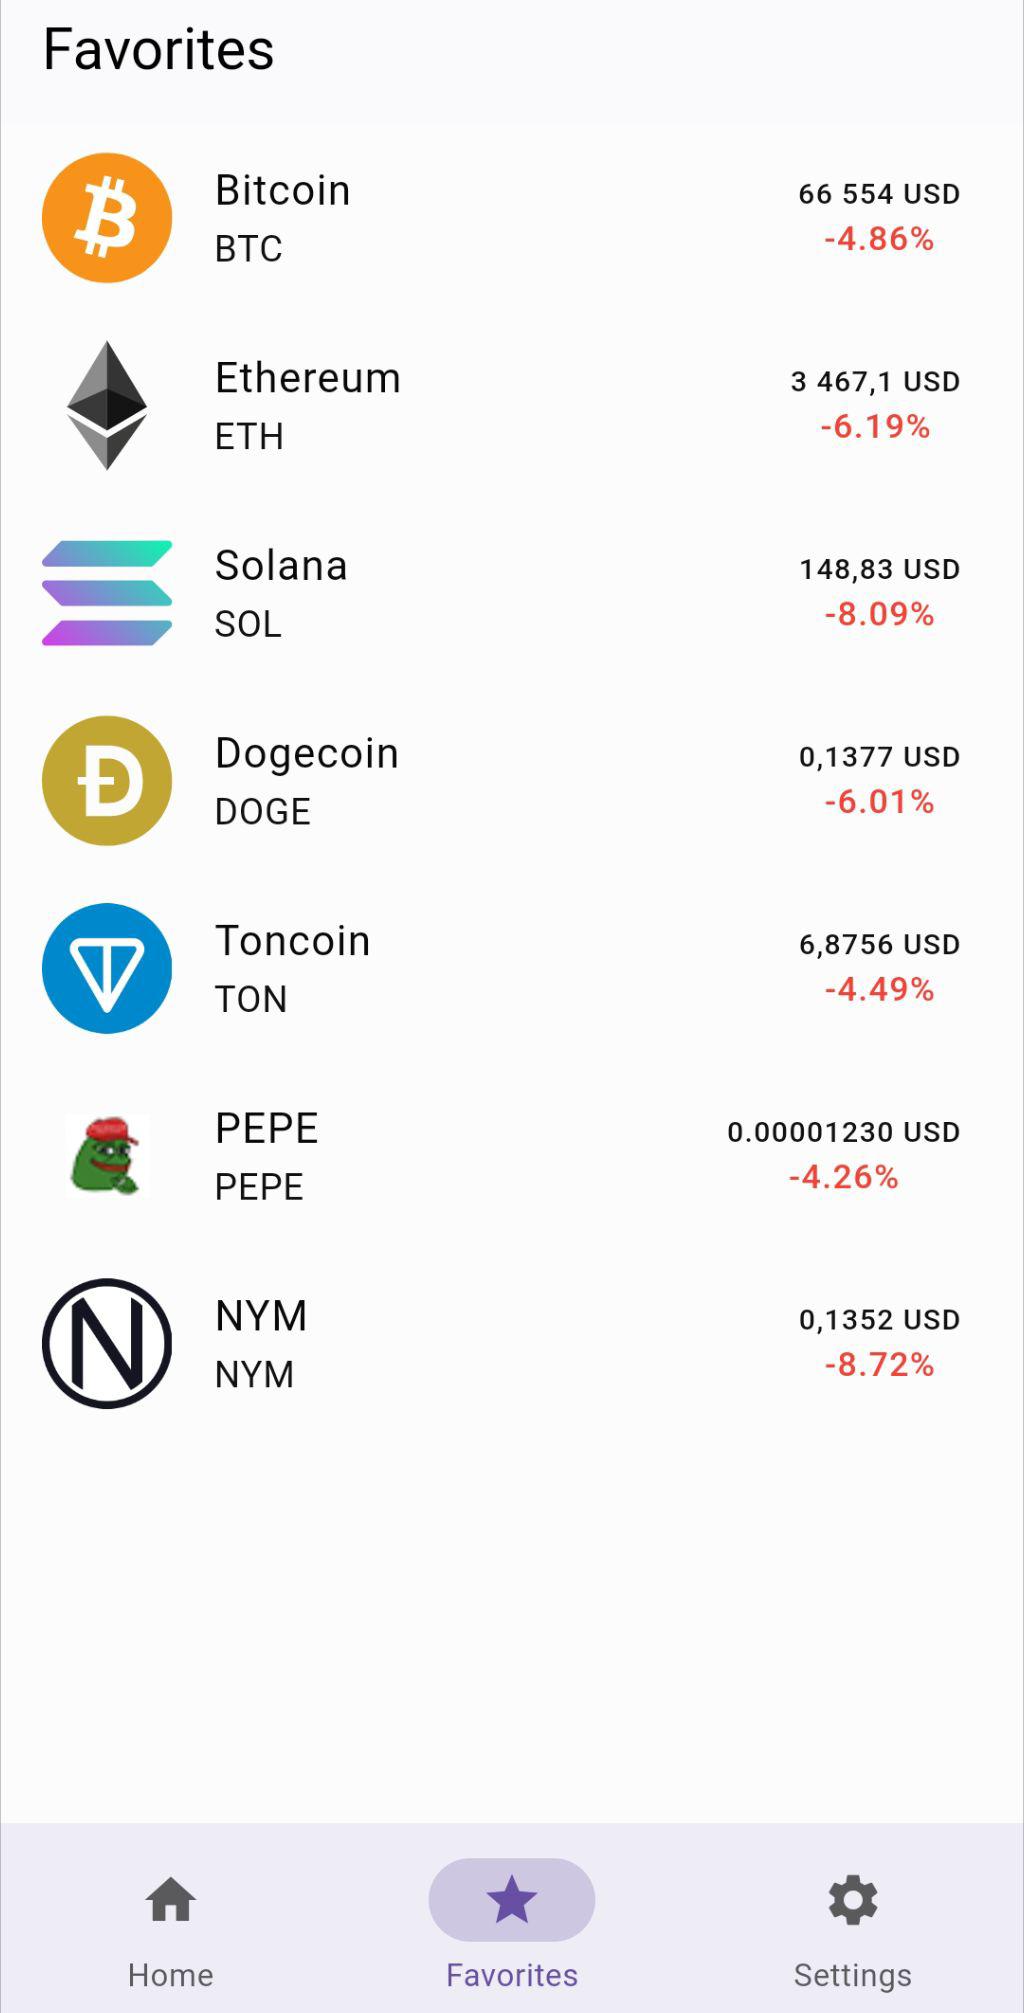 Favorites
Bitcoin
BTC
66 554 USD
-4.86%
Ethereum
ETH
3 467,1 USD
-6.19%
Solana
SOL
148,83 USD
-8.09%
Dogecoin
DOGE
0,1377 USD
-6.01%
Toncoin
TON
6,8756 USD
-4.49%
PEPE
PEPE
0.00001230 USD
-4.26%
NYM
NYM
0,1352 USD
-8.72%
Home
Favorites
Settings